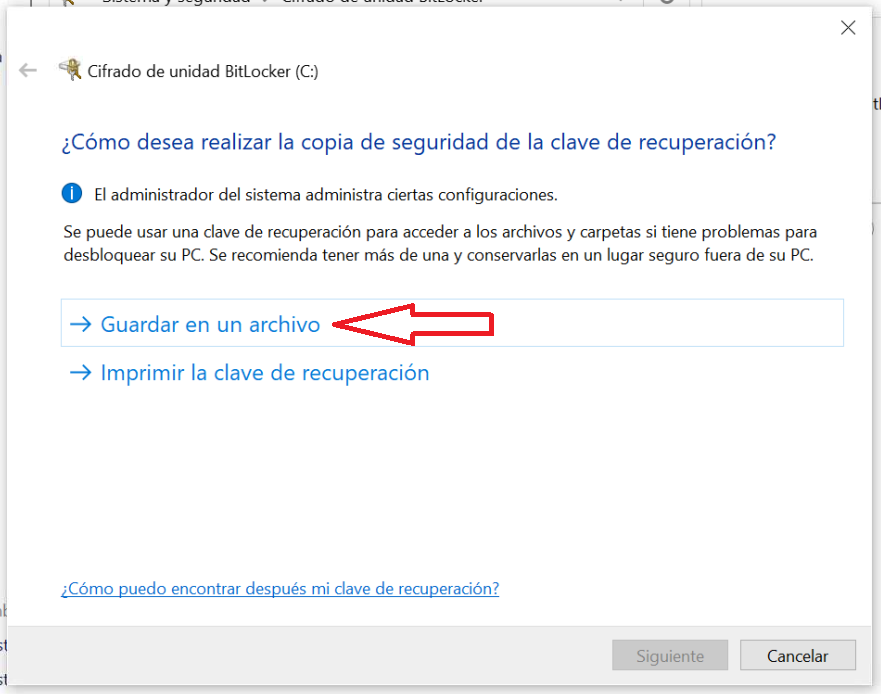 Cifrado de unidad BitLocker (C:)
¿Cómo desea realizar la copia de seguridad de la clave de recuperación?
El administrador del sistema administra ciertas configuraciones.
Se puede usar una clave de recuperación para acceder a los archivos y carpetas si tiene problemas para
desbloquear su PC. Se recomienda tener más de una y conservarlas en un lugar seguro fuera de su PC.
Guardar en un archivo
Imprimir la clave de recuperación
¿Cómo puedo encontrar después mi clave de recuperación?
Siguiente Cancelar